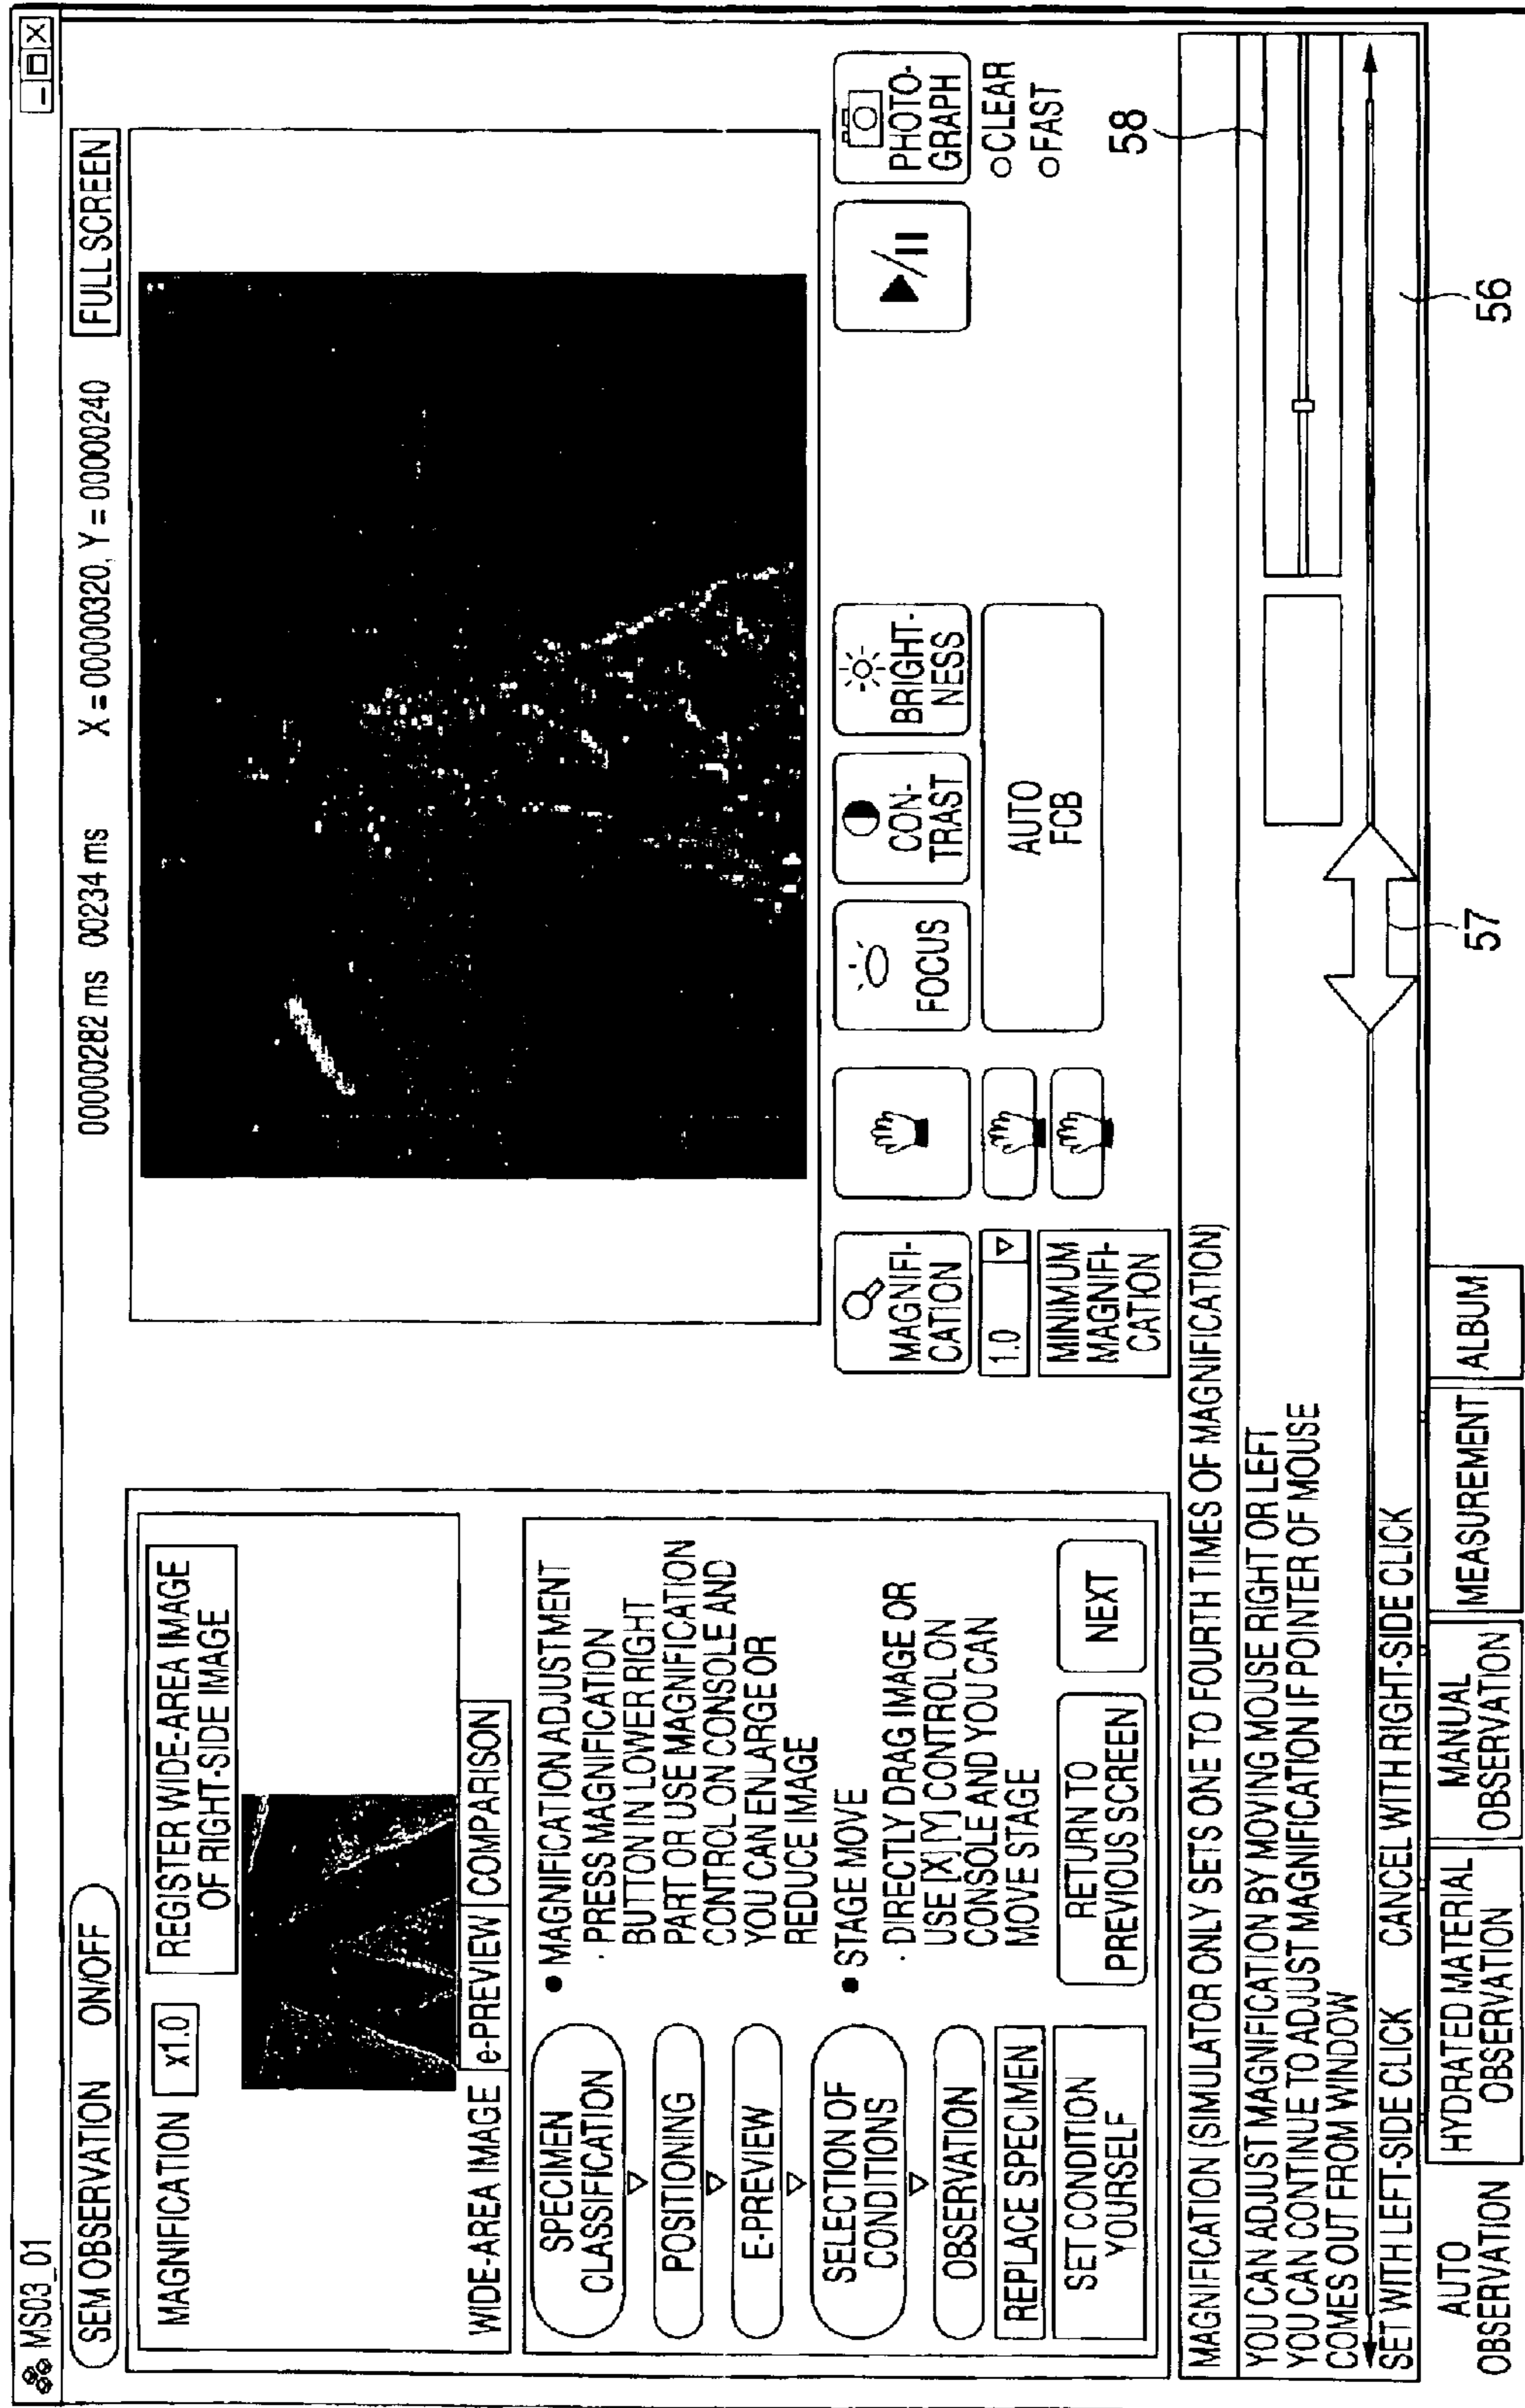 MS03_01
SEM OBSERVATION ON/OFF
00000282 ms 00234 ms X = 00000320, Y = 00000240 FULL SCREEN
MAGNIFICATION x1.0
REGISTER WIDE-AREA IMAGE
OF RIGHT-SIDE IMAGE
WIDE-AREA IMAGE e-PREVIEW COMPARISON
SPECIMEN
CLASSIFICATION
POSITIONING
E-PREVIEW
SELECTION OF
CONDITIONS
OBSERVATION
REPLACE SPECIMEN
SET CONDITION
YOURSELF
● MAGNIFICATION ADJUSTMENT
· PRESS MAGNIFICATION
BUTTON IN LOWER RIGHT
PART OR USE MAGNIFICATION
CONTROL ON CONSOLE AND
YOU CAN ENLARGE OR
REDUCE IMAGE
● STAGE MOVE
· DIRECTLY DRAG IMAGE OR
USE [X] [Y] CONTROL ON
CONSOLE AND YOU CAN
MOVE STAGE
RETURN TO
PREVIOUS SCREEN
NEXT
MAGNIFI-
CATION
1.0
MINIMUM
MAGNIFI-
CATION
FOCUS
CON-
TRAST
BRIGHT-
NESS
AUTO
FCB
PHOTO-
GRAPH
CLEAR
FAST
58
MAGNIFICATION (SIMULATOR ONLY SETS ONE TO FOURTH TIMES OF MAGNIFICATION)
YOU CAN ADJUST MAGNIFICATION BY MOVING MOUSE RIGHT OR LEFT
YOU CAN CONTINUE TO ADJUST MAGNIFICATION IF POINTER OF MOUSE
COMES OUT FROM WINDOW
SET WITH LEFT-SIDE CLICK CANCEL WITH RIGHT-SIDE CLICK
57
56
AUTO
OBSERVATION
HYDRATED MATERIAL
OBSERVATION
MANUAL
OBSERVATION
MEASUREMENT
ALBUM